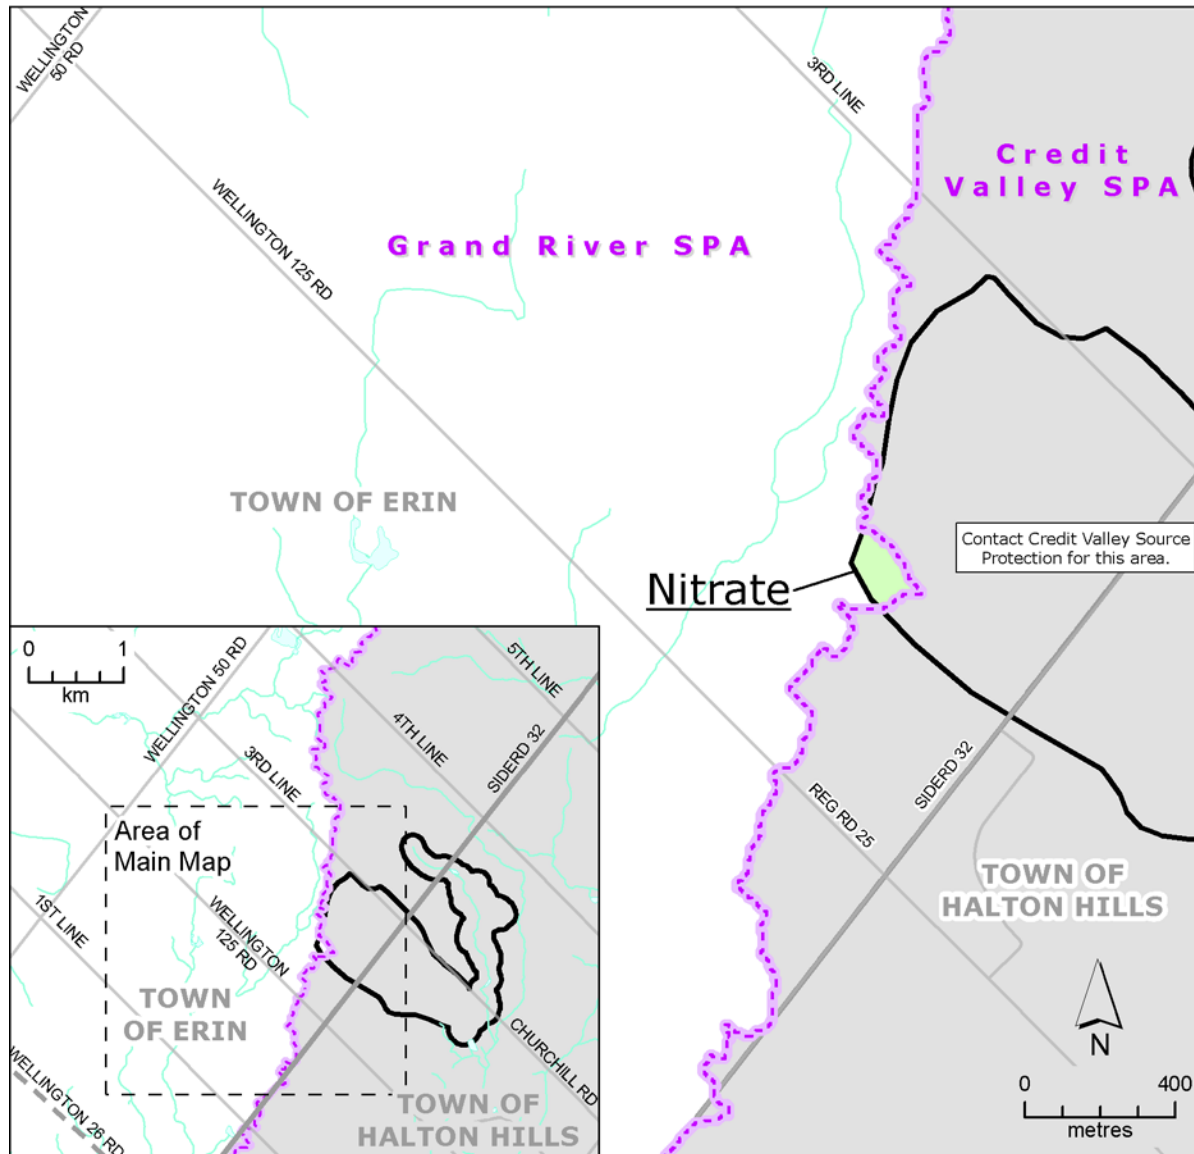 WELLINGTON
50 RD
3RD LINE
Credit
Valley SPA
WELLINGTON 125 RD
Grand River SPA
TOWN OF ERIN
Contact Credit Valley Source
Protection for this area.
Nitrate
REG RD 25
SIDERD 32
TOWN OF
HALTON HILLS
N
0 400
metres
0 1
km
WELLINGTON 50 RD
5TH LINE
4TH LINE
3RD LINE
SIDERD 32
Area of
Main Map
1ST LINE
WELLINGTON
125 RD
TOWN
OF ERIN
CHURCHILL RD
WELLINGTON 26 RD
TOWN OF
HALTON HILLS